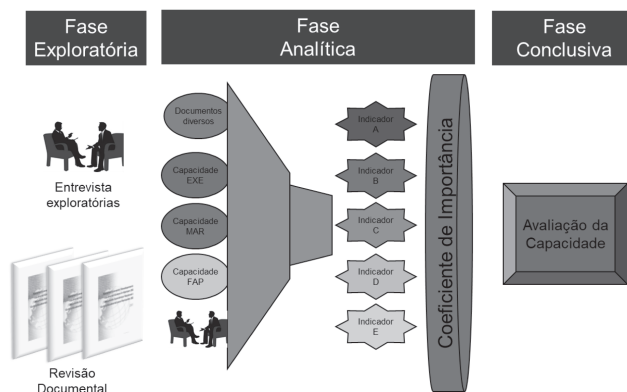 Fase
Exploratória
Fase
Analítica
Fase
Conclusiva
Entrevista
exploratórias
Revisão
Documental
Documentos
diversos
Capacidade
EXE
Capacidade
MAR
Capacidade
FAP
Indicador
A
Indicador
B
Indicador
C
Indicador
D
Indicador
E
Coeficiente de Importância
Avaliação da
Capacidade